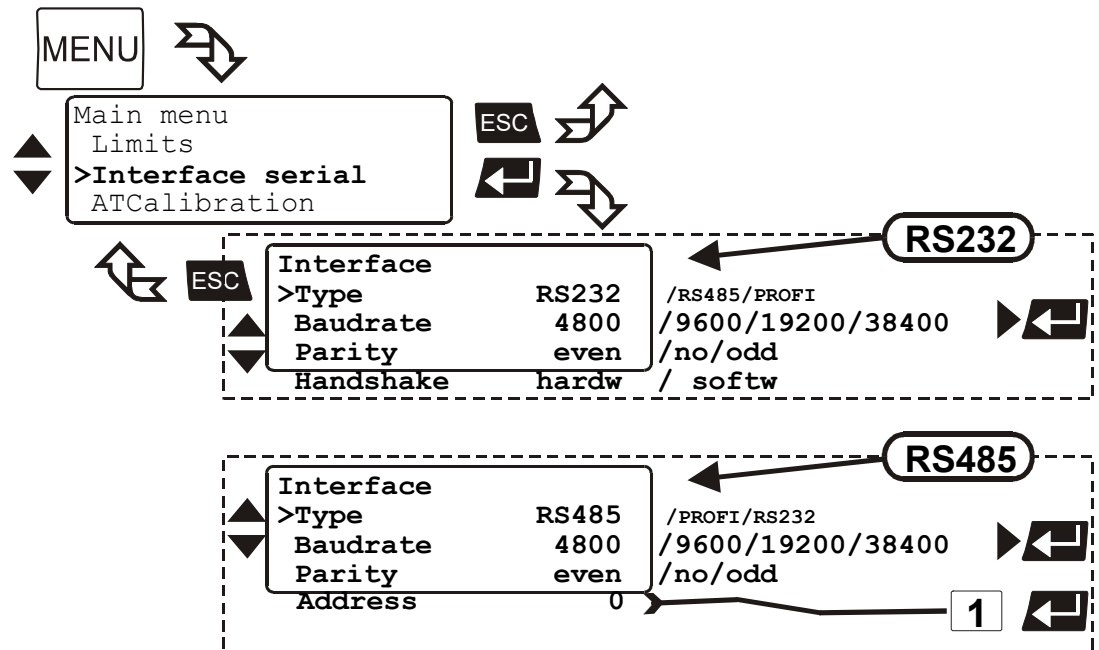 MENU
Main menu
Limits
>Interface serial
ATCalibration
ESC
RS232
ESC
Interface
>Type RS232 /RS485/PROFI
Baudrate 4800 /9600/19200/38400
Parity even /no/odd
Handshake hardw / softw
RS485
Interface
>Type RS485 /PROFI/RS232
Baudrate 4800 /9600/19200/38400
Parity even /no/odd
Address 0 1